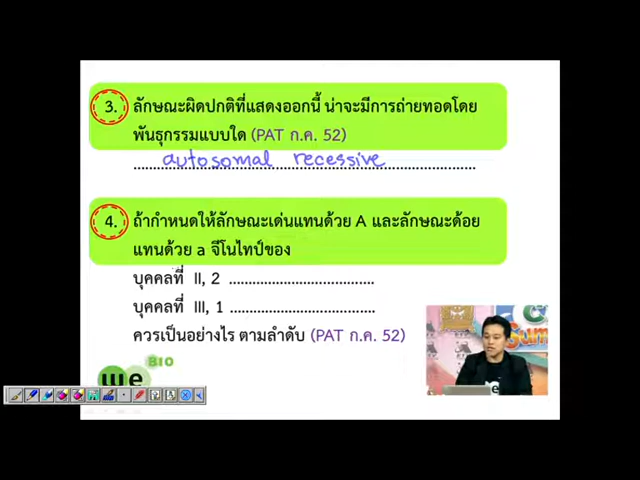 3. ลักษณะผิดปกติที่แสดงออกนี้ น่าจะมีการถ่ายทอดโดย
พันธุกรรมแบบใด (PAT ก.ค. 52)
autosomal recessive
4. ถ้ากำหนดให้ลักษณะเด่นแทนด้วย A และลักษณะด้อย
แทนด้วย a จีโนไทป์ของ
บุคคลที่ II, 2 ....................................
บุคคลที่ III, 1 ....................................
ควรเป็นอย่างไร ตามลำดับ (PAT ก.ค. 52)
BIO
we